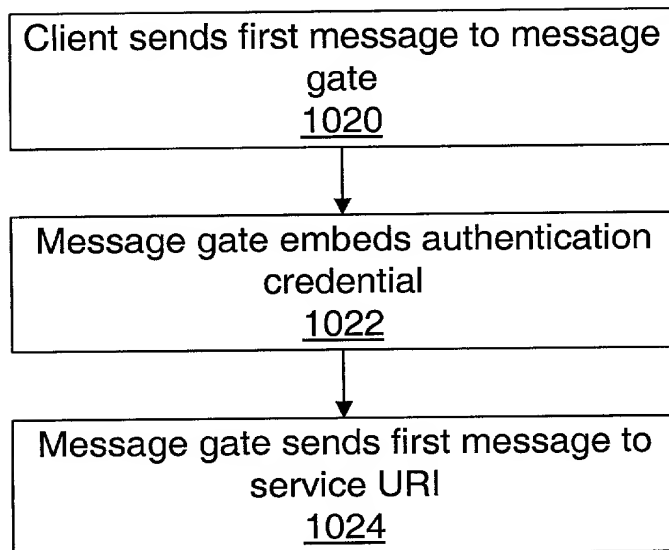 Client sends first message to message
gate
1020
Message gate embeds authentication
credential
1022
Message gate sends first message to
service URI
1024